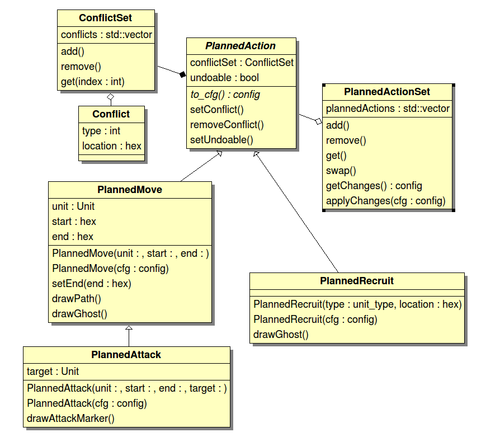 ConflictSet
conflicts : std::vector
add()
remove()
get(index : int)
Conflict
type : int
location : hex
PlannedAction
conflictSet : ConflictSet
undoable : bool
to_cfg() : config
setConflict()
removeConflict()
setUndoable()
PlannedActionSet
plannedActions : std::vector
add()
remove()
get()
swap()
getChanges() : config
applyChanges(cfg : config)
PlannedMove
unit : Unit
start : hex
end : hex
PlannedMove(unit : , start : , end : )
PlannedMove(cfg : config)
setEnd(end : hex)
drawPath()
drawGhost()
PlannedRecruit
PlannedRecruit(type : unit_type, location : hex)
PlannedRecruit(cfg : config)
drawGhost()
PlannedAttack
target : Unit
PlannedAttack(unit : , start : , end : , target : )
PlannedAttack(cfg : config)
drawAttackMarker()